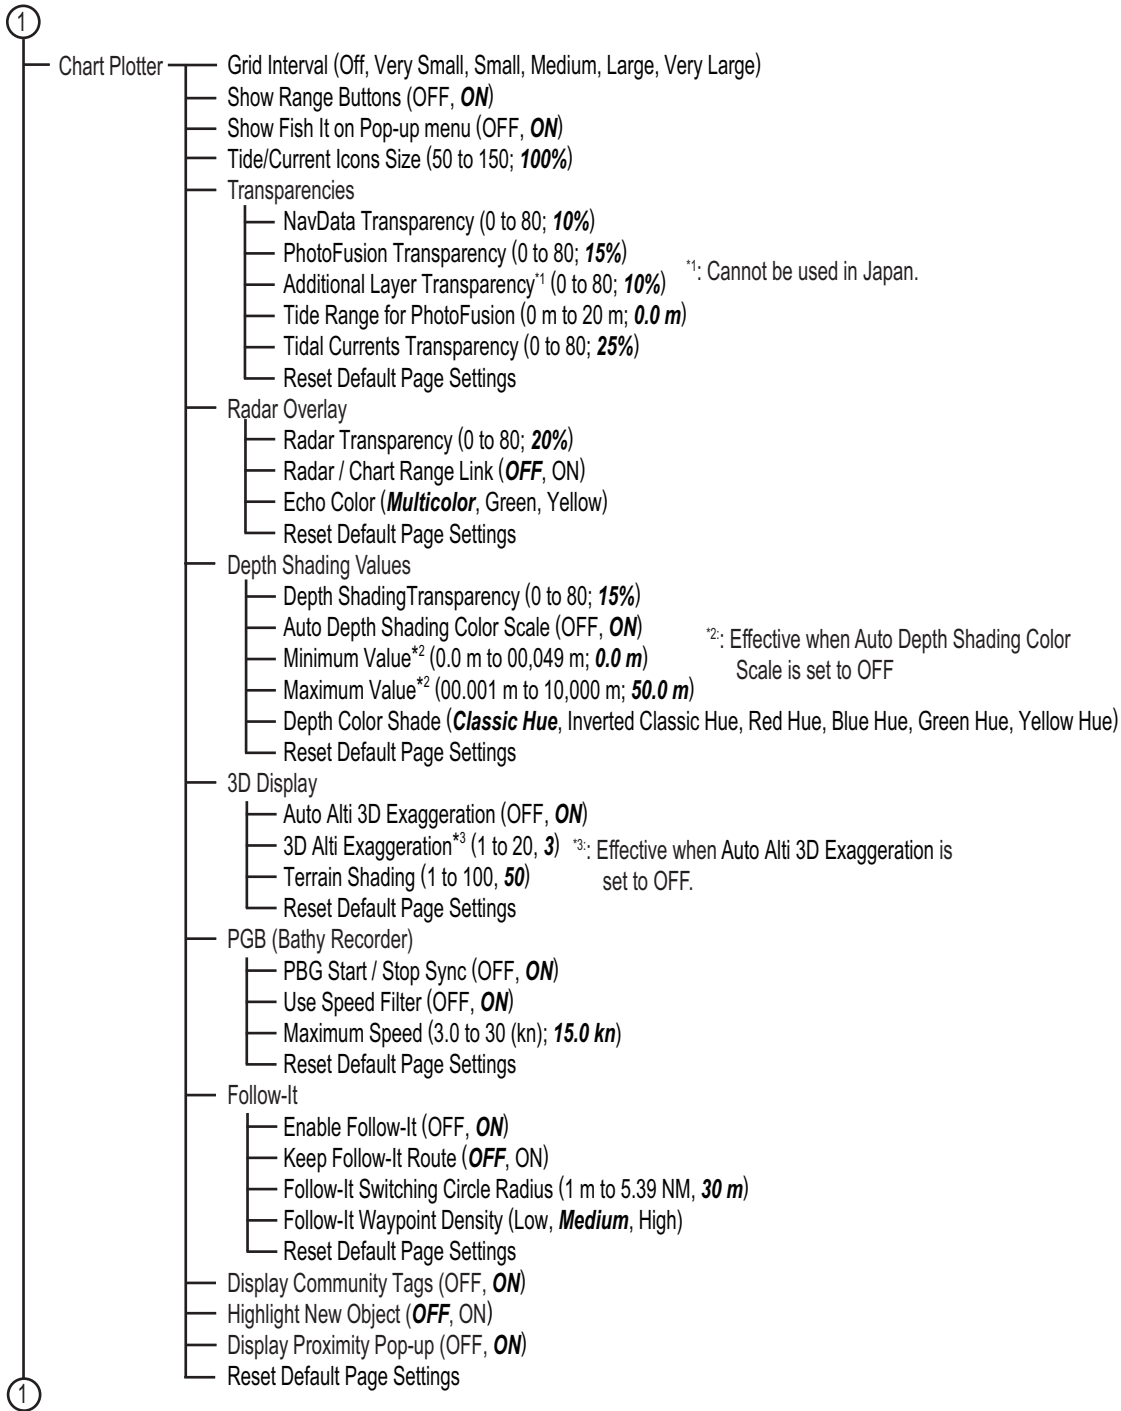 1
Chart Plotter
Grid Interval (Off, Very Small, Small, Medium, Large, Very Large)
Show Range Buttons (OFF, ON)
Show Fish It on Pop-up menu (OFF, ON)
Tide/Current Icons Size (50 to 150; 100%)
Transparencies
NavData Transparency (0 to 80; 10%)
PhotoFusion Transparency (0 to 80; 15%)
Additional Layer Transparency*1 (0 to 80; 10%)
*1: Cannot be used in Japan.
Tide Range for PhotoFusion (0 m to 20 m; 0.0 m)
Tidal Currents Transparency (0 to 80; 25%)
Reset Default Page Settings
Radar Overlay
Radar Transparency (0 to 80; 20%)
Radar / Chart Range Link (OFF, ON)
Echo Color (Multicolor, Green, Yellow)
Reset Default Page Settings
Depth Shading Values
Depth ShadingTransparency (0 to 80; 15%)
Auto Depth Shading Color Scale (OFF, ON)
Minimum Value*2 (0.0 m to 00,049 m; 0.0 m)
Maximum Value*2 (00.001 m to 10,000 m; 50.0 m)
*2:: Effective when Auto Depth Shading Color
Scale is set to OFF
Depth Color Shade (Classic Hue, Inverted Classic Hue, Red Hue, Blue Hue, Green Hue, Yellow Hue)
Reset Default Page Settings
3D Display
Auto Alti 3D Exaggeration (OFF, ON)
3D Alti Exaggeration*3 (1 to 20, 3)
*3:: Effective when Auto Alti 3D Exaggeration is
set to OFF.
Terrain Shading (1 to 100, 50)
Reset Default Page Settings
PGB (Bathy Recorder)
PBG Start / Stop Sync (OFF, ON)
Use Speed Filter (OFF, ON)
Maximum Speed (3.0 to 30 (kn); 15.0 kn)
Reset Default Page Settings
Follow-It
Enable Follow-It (OFF, ON)
Keep Follow-It Route (OFF, ON)
Follow-It Switching Circle Radius (1 m to 5.39 NM, 30 m)
Follow-It Waypoint Density (Low, Medium, High)
Reset Default Page Settings
Display Community Tags (OFF, ON)
Highlight New Object (OFF, ON)
Display Proximity Pop-up (OFF, ON)
Reset Default Page Settings
1